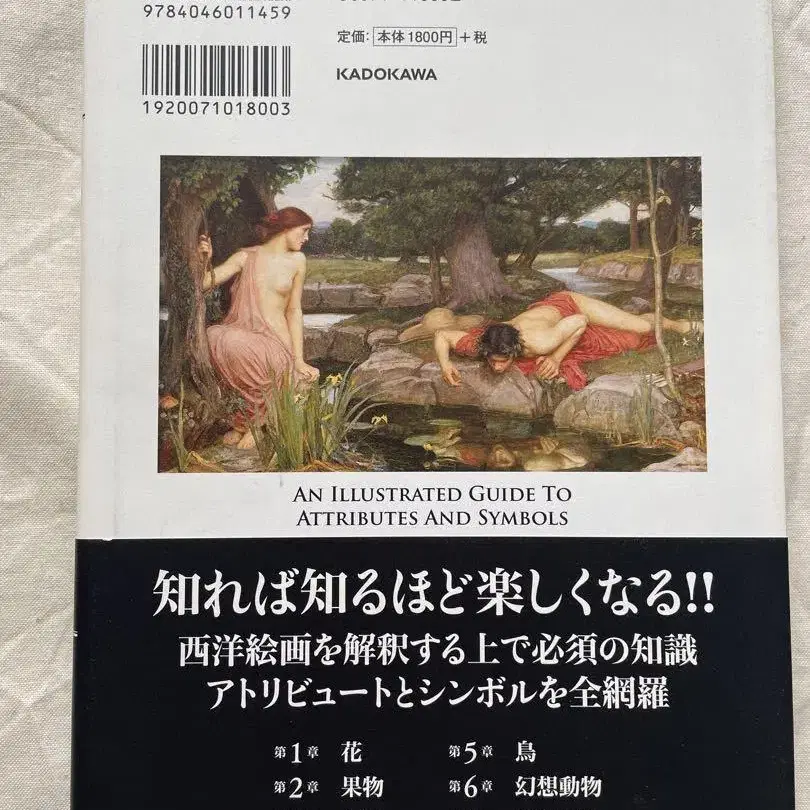 9784046011459
定価：本体1800円＋税
KADOKAWA
1920071018003
AN ILLUSTRATED GUIDE TO
ATTRIBUTES AND SYMBOLS
知れば知るほど楽しくなる!!
西洋絵画を解釈する上で必須の知識
アトリビュートとシンボルを全網羅
第1章 花
第2章 果物
第5章 鳥
第6章 幻想動物